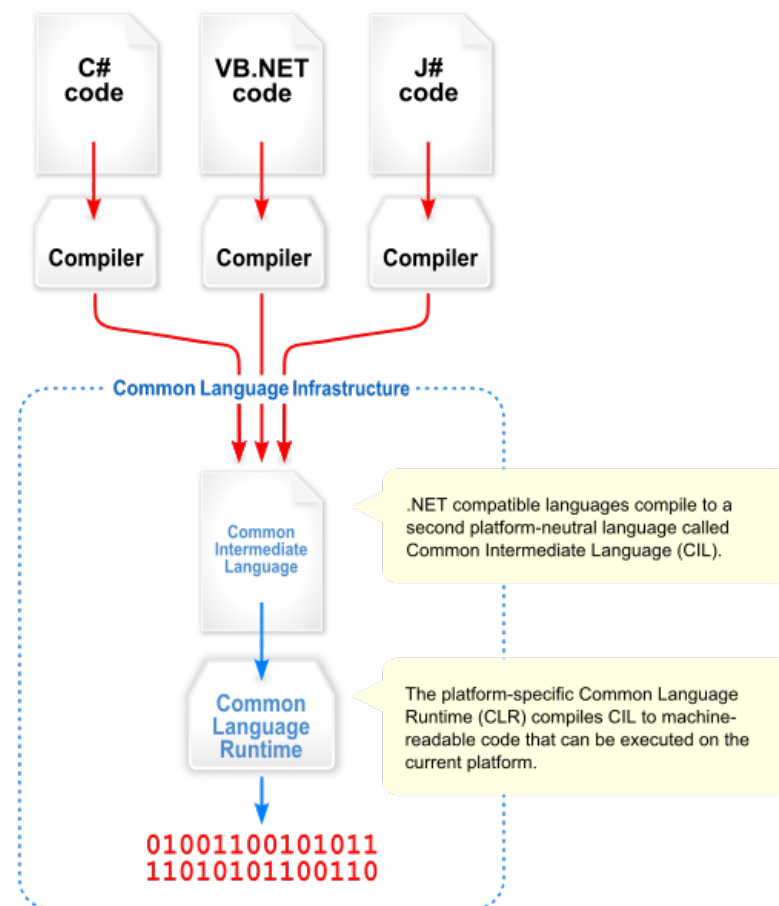 C#
code
VB.NET
code
J#
code
Compiler
Compiler
Compiler
Common Language Infrastructure
Common
Intermediate
Language
.NET compatible languages compile to a
second platform-neutral language called
Common Intermediate Language (CIL).
Common
Language
Runtime
The platform-specific Common Language
Runtime (CLR) compiles CIL to machine-
readable code that can be executed on the
current platform.
01001100101011
11010101100110